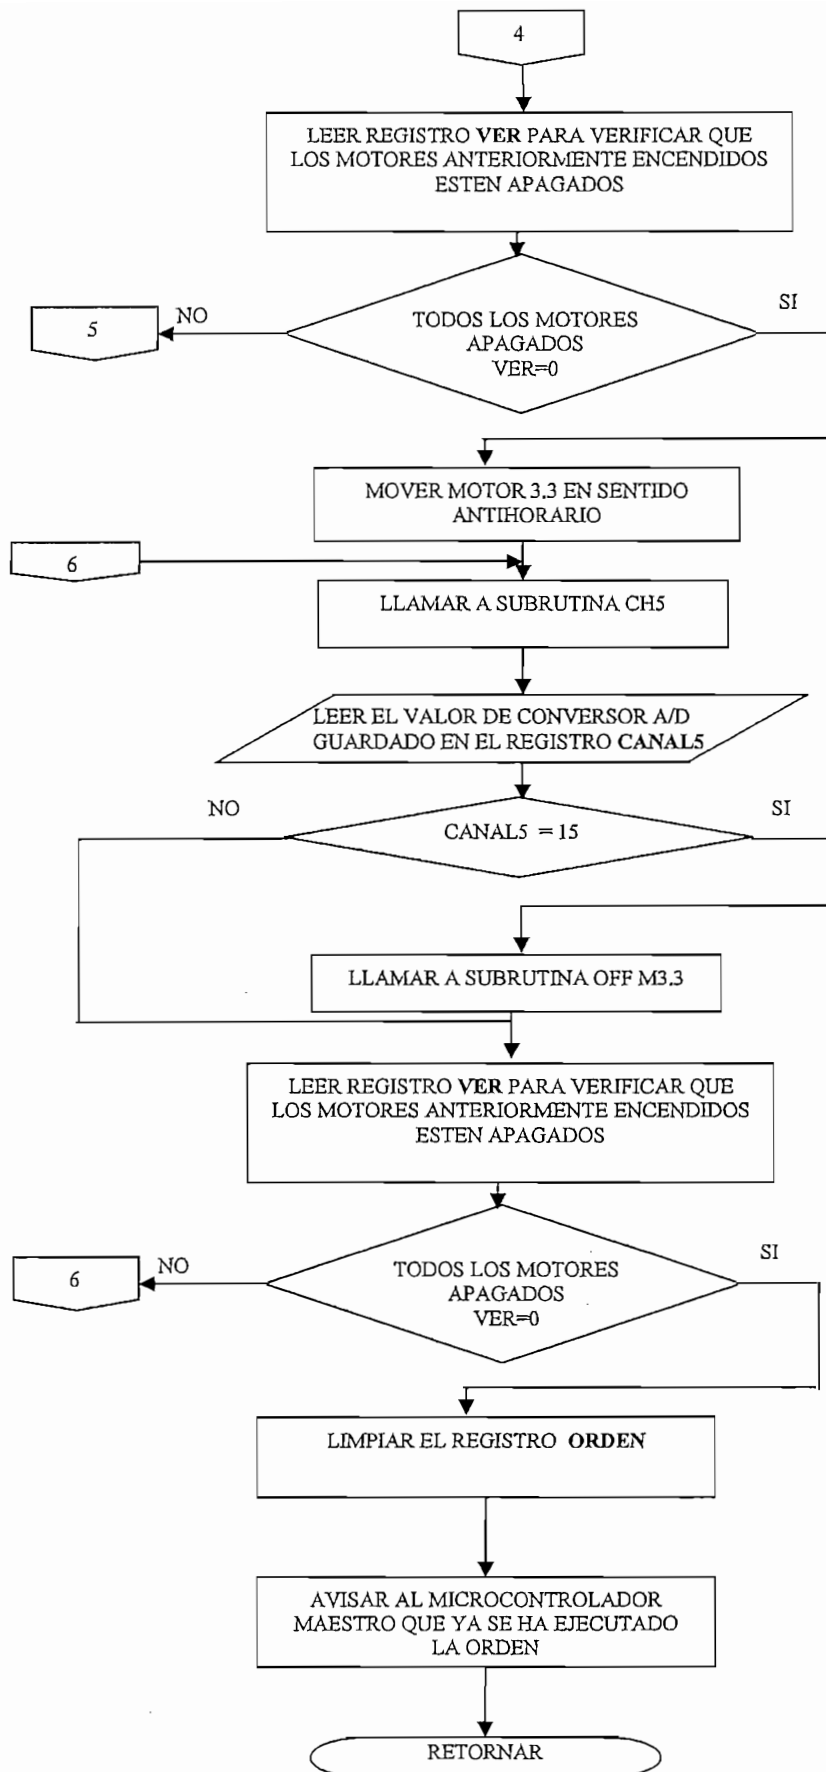 4
LEER REGISTRO VER PARA VERIFICAR QUE
LOS MOTORES ANTERIORMENTE ENCENDIDOS
ESTEN APAGADOS
NO
SI
5
TODOS LOS MOTORES
APAGADOS
VER=0
MOVER MOTOR 3.3 EN SENTIDO
ANTIHORARIO
6
LLAMAR A SUBRUTINA CH5
LEER EL VALOR DE CONVERSOR A/D
GUARDADO EN EL REGISTRO CANAL5
NO
SI
CANAL5 = 15
LLAMAR A SUBRUTINA OFF M3.3
LEER REGISTRO VER PARA VERIFICAR QUE
LOS MOTORES ANTERIORMENTE ENCENDIDOS
ESTEN APAGADOS
NO
SI
6
TODOS LOS MOTORES
APAGADOS
VER=0
LIMPIAR EL REGISTRO ORDEN
AVISAR AL MICROCONTROLADOR
MAESTRO QUE YA SE HA EJECUTADO
LA ORDEN
RETORNAR